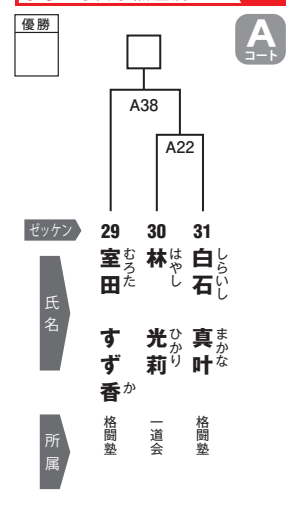 優勝
A
コート
A38
A22
ゼッケン 29 30 31
氏名
室田 すず香
むろた か
林 光莉
はやし ひかり
白石 真叶
しらいし まかな
所属
格闘塾 一道会 格闘塾